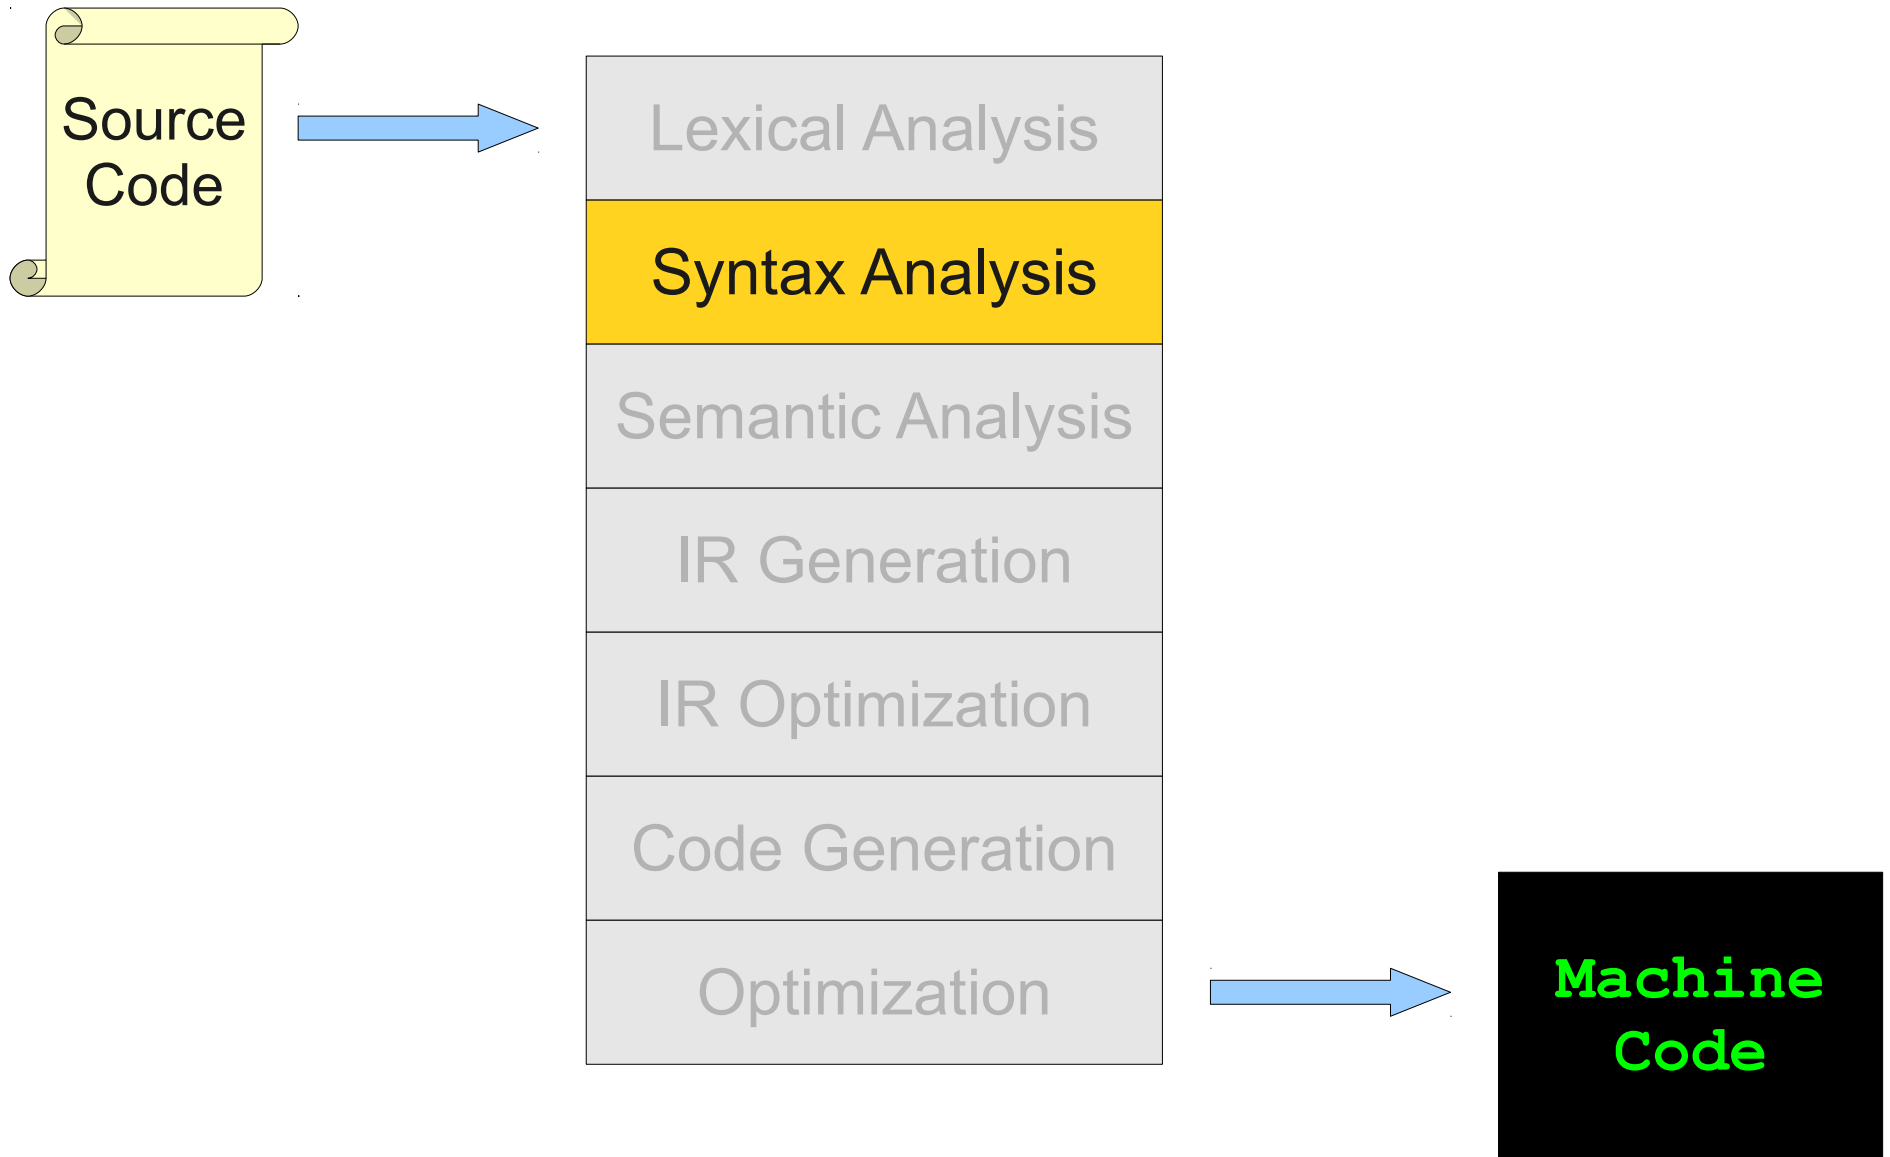 Source
Code
Lexical Analysis
Syntax Analysis
Semantic Analysis
IR Generation
IR Optimization
Code Generation
Optimization
Machine
Code